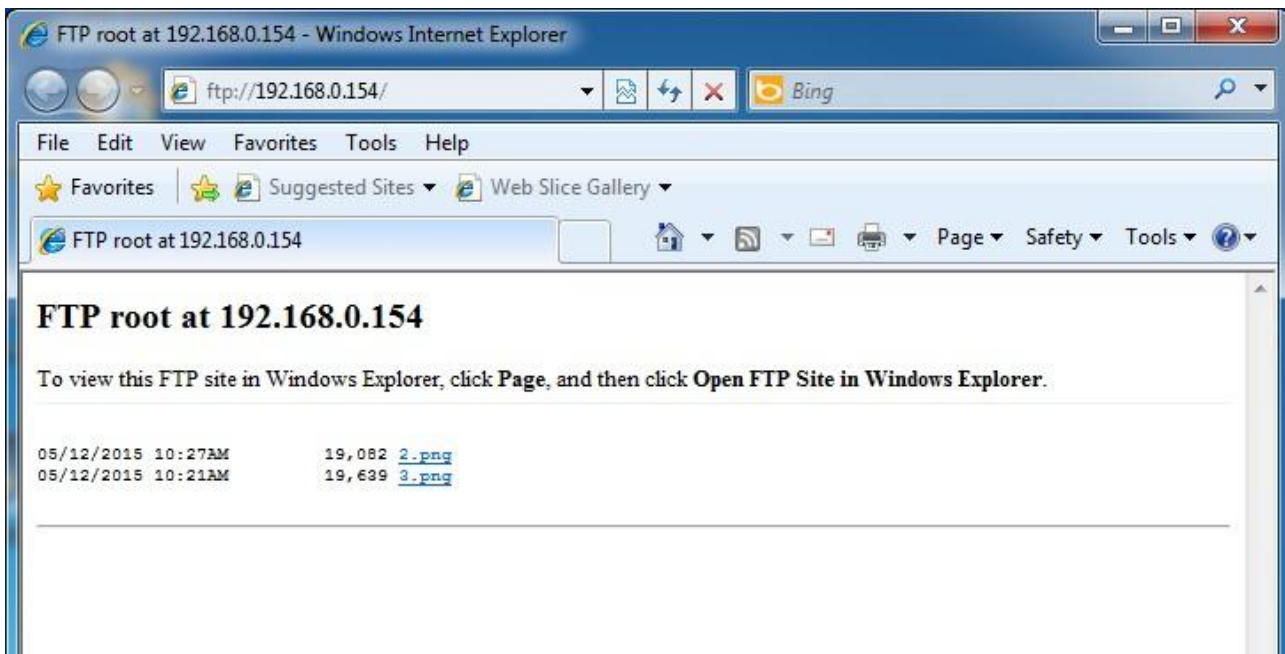 FTP root at 192.168.0.154 - Windows Internet Explorer
ftp://192.168.0.154/
Bing
File Edit View Favorites Tools Help
Favorites Suggested Sites Web Slice Gallery
FTP root at 192.168.0.154
Page Safety Tools
FTP root at 192.168.0.154
To view this FTP site in Windows Explorer, click Page, and then click Open FTP Site in Windows Explorer.
05/12/2015 10:27AM 19,082 2.png
05/12/2015 10:21AM 19,639 3.png